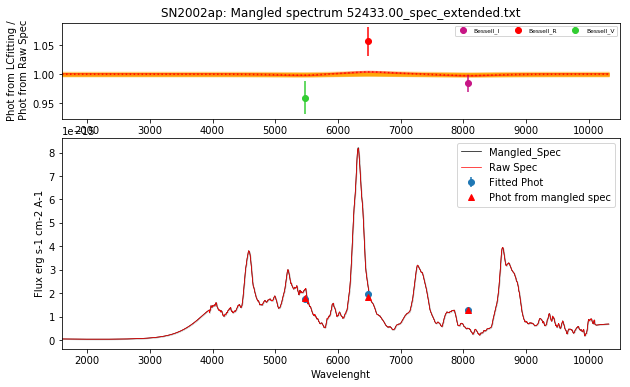 SN2002ap: Mangled spectrum 52433.00_spec_extended.txt
Phot from LCfitting /
Phot from Raw Spec
Bessell_I
Bessell_R
Bessell_V
1.05
1.00
0.95
2000
3000
4000
5000
6000
7000
8000
9000
10000
1e−15
Flux erg s-1 cm-2 A-1
8
7
6
5
4
3
2
1
0
Mangled_Spec
Raw Spec
Fitted Phot
Phot from mangled spec
2000
3000
4000
5000
6000
7000
8000
9000
10000
Wavelenght